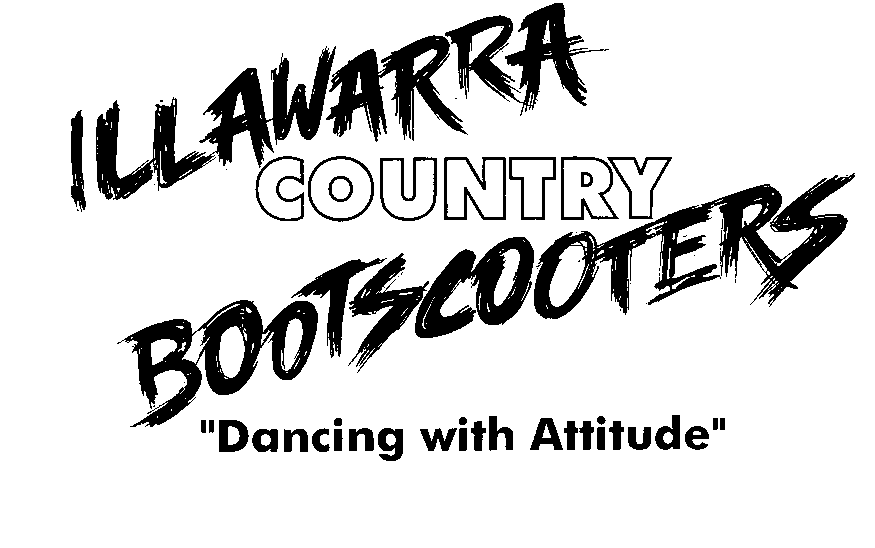 ILLAWARRA
COUNTRY
BOOTSCOOTERS
"Dancing with Attitude"